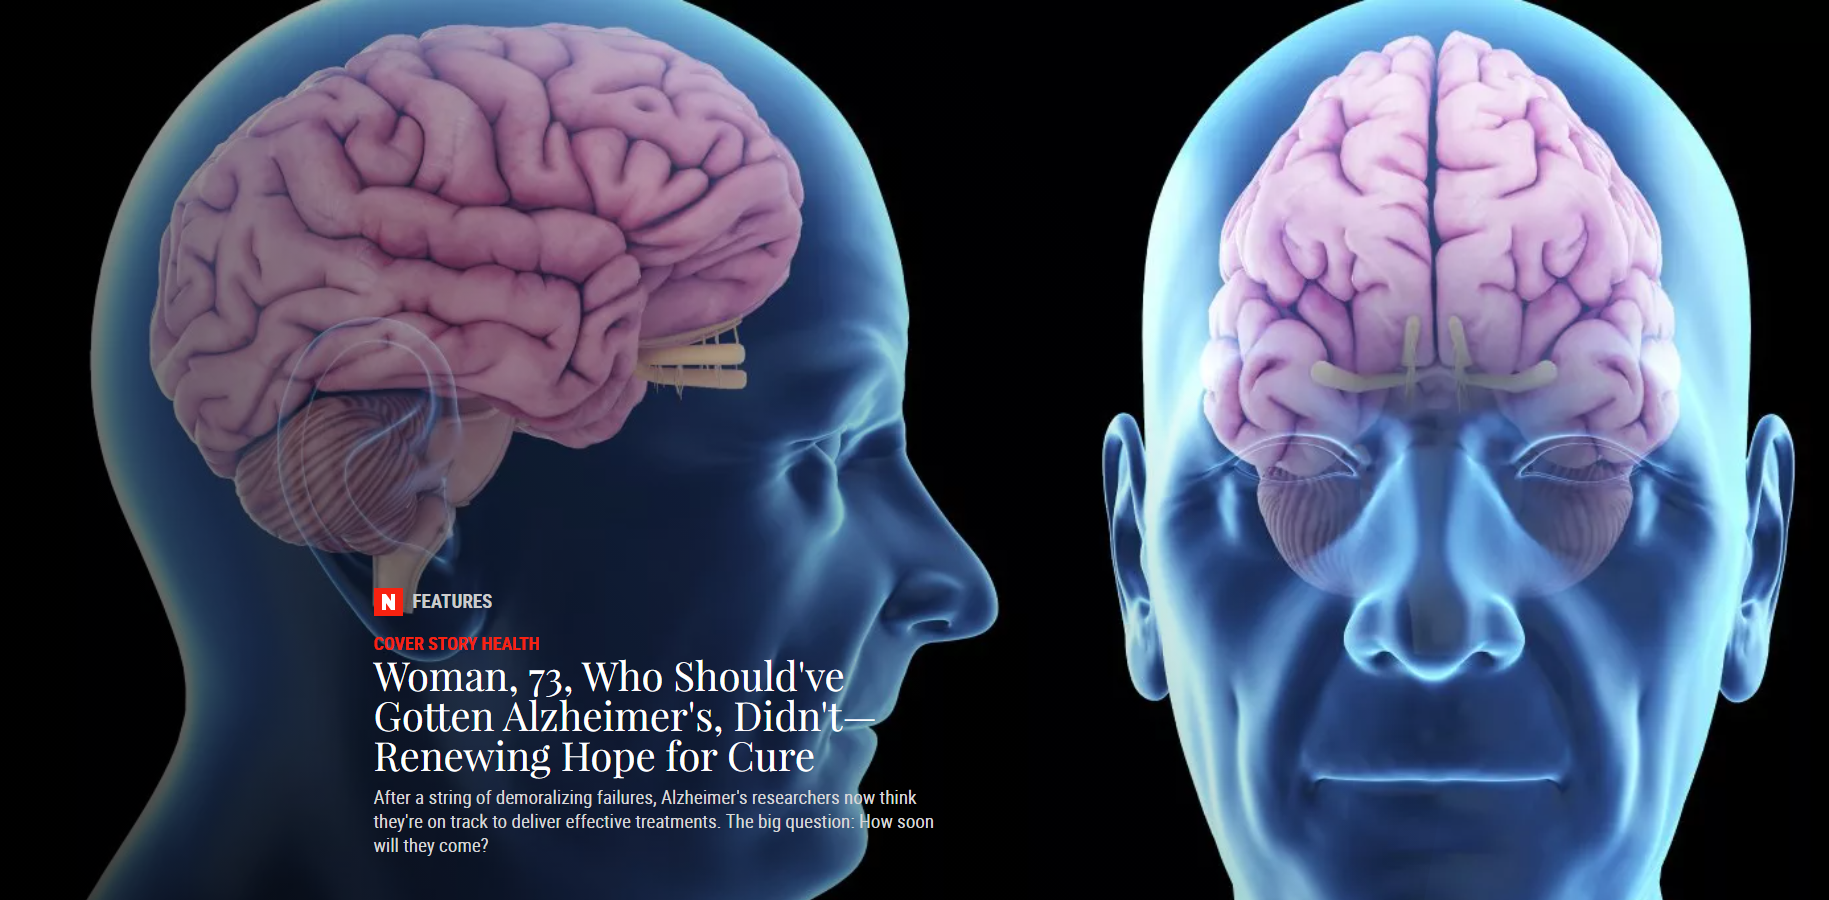 N FEATURES
COVER STORY HEALTH
Woman, 73, Who Should've
Gotten Alzheimer's, Didn't—
Renewing Hope for Cure
After a string of demoralizing failures, Alzheimer's researchers now think
they're on track to deliver effective treatments. The big question: How soon
will they come?